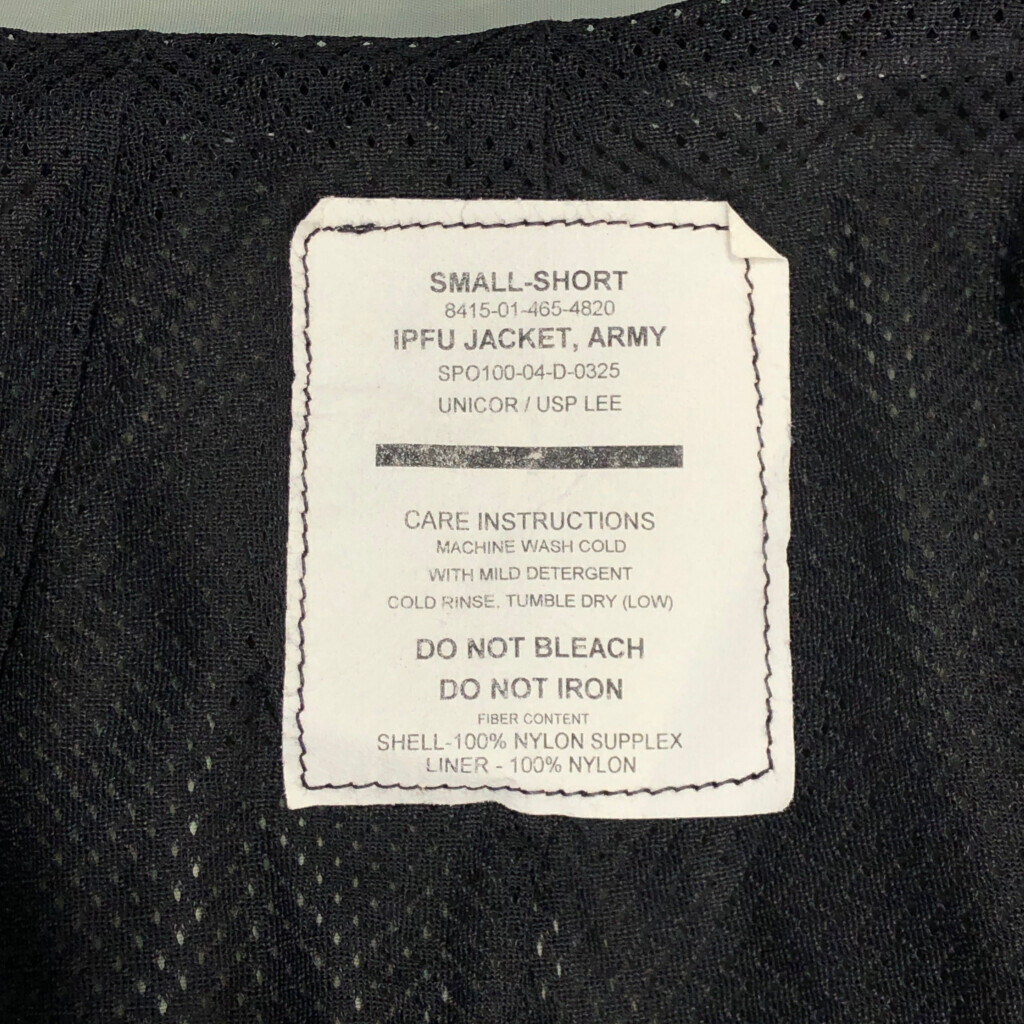 SMALL-SHORT
8415-01-465-4820
IPFU JACKET, ARMY
SPO100-04-D-0325
UNICOR / USP LEE
CARE INSTRUCTIONS
MACHINE WASH COLD
WITH MILD DETERGENT
COLD RINSE. TUMBLE DRY (LOW)
DO NOT BLEACH
DO NOT IRON
FIBER CONTENT
SHELL-100% NYLON SUPPLEX
LINER - 100% NYLON